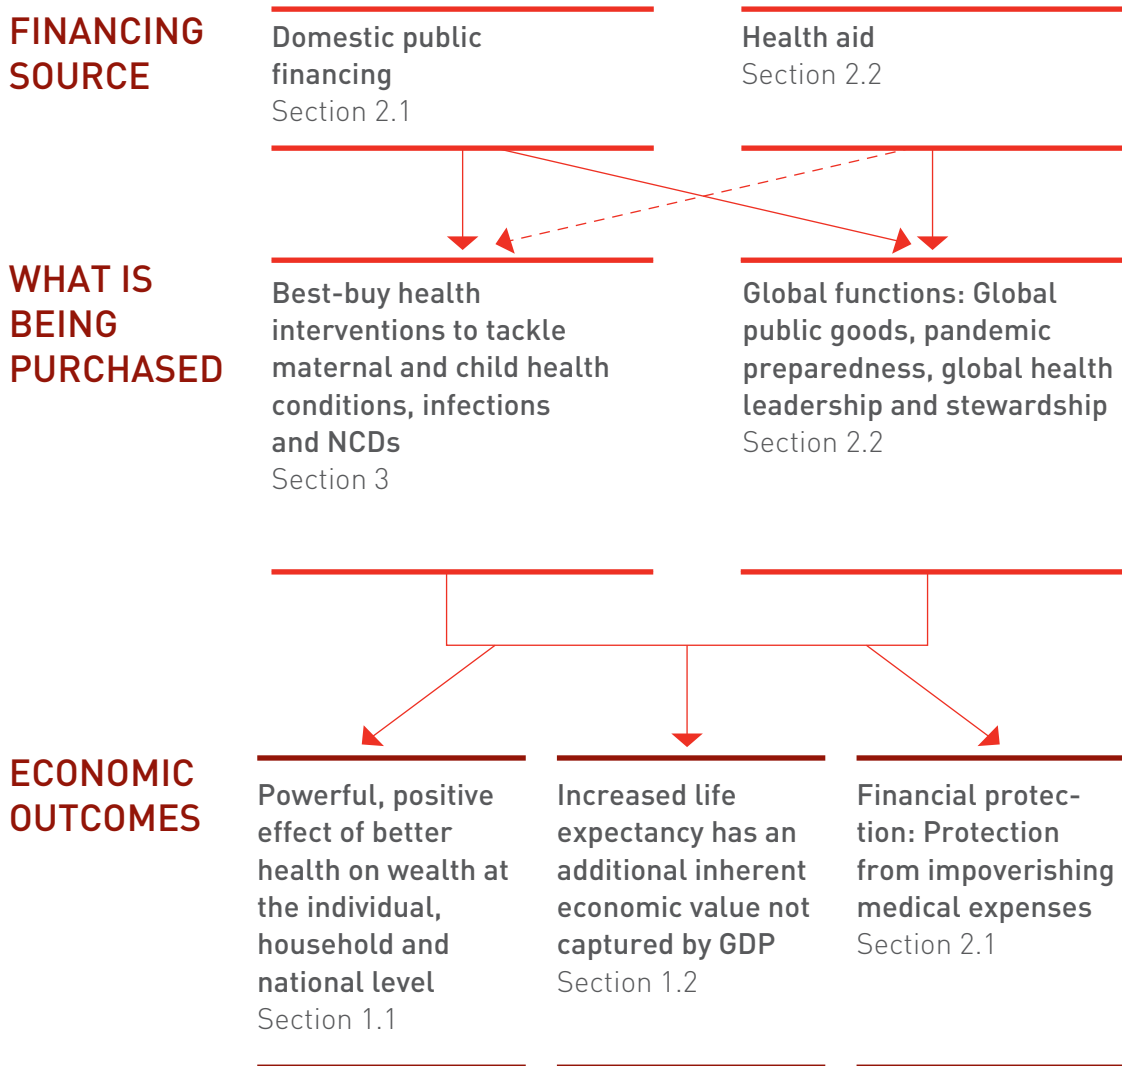 FINANCING
SOURCE
Domestic public
financing
Section 2.1
Health aid
Section 2.2
WHAT IS
BEING
PURCHASED
Best-buy health
interventions to tackle
maternal and child health
conditions, infections
and NCDs
Section 3
Global functions: Global
public goods, pandemic
preparedness, global health
leadership and stewardship
Section 2.2
ECONOMIC
OUTCOMES
Powerful, positive
effect of better
health on wealth at
the individual,
household and
national level
Section 1.1
Increased life
expectancy has an
additional inherent
economic value not
captured by GDP
Section 1.2
Financial protec-
tion: Protection
from impoverishing
medical expenses
Section 2.1